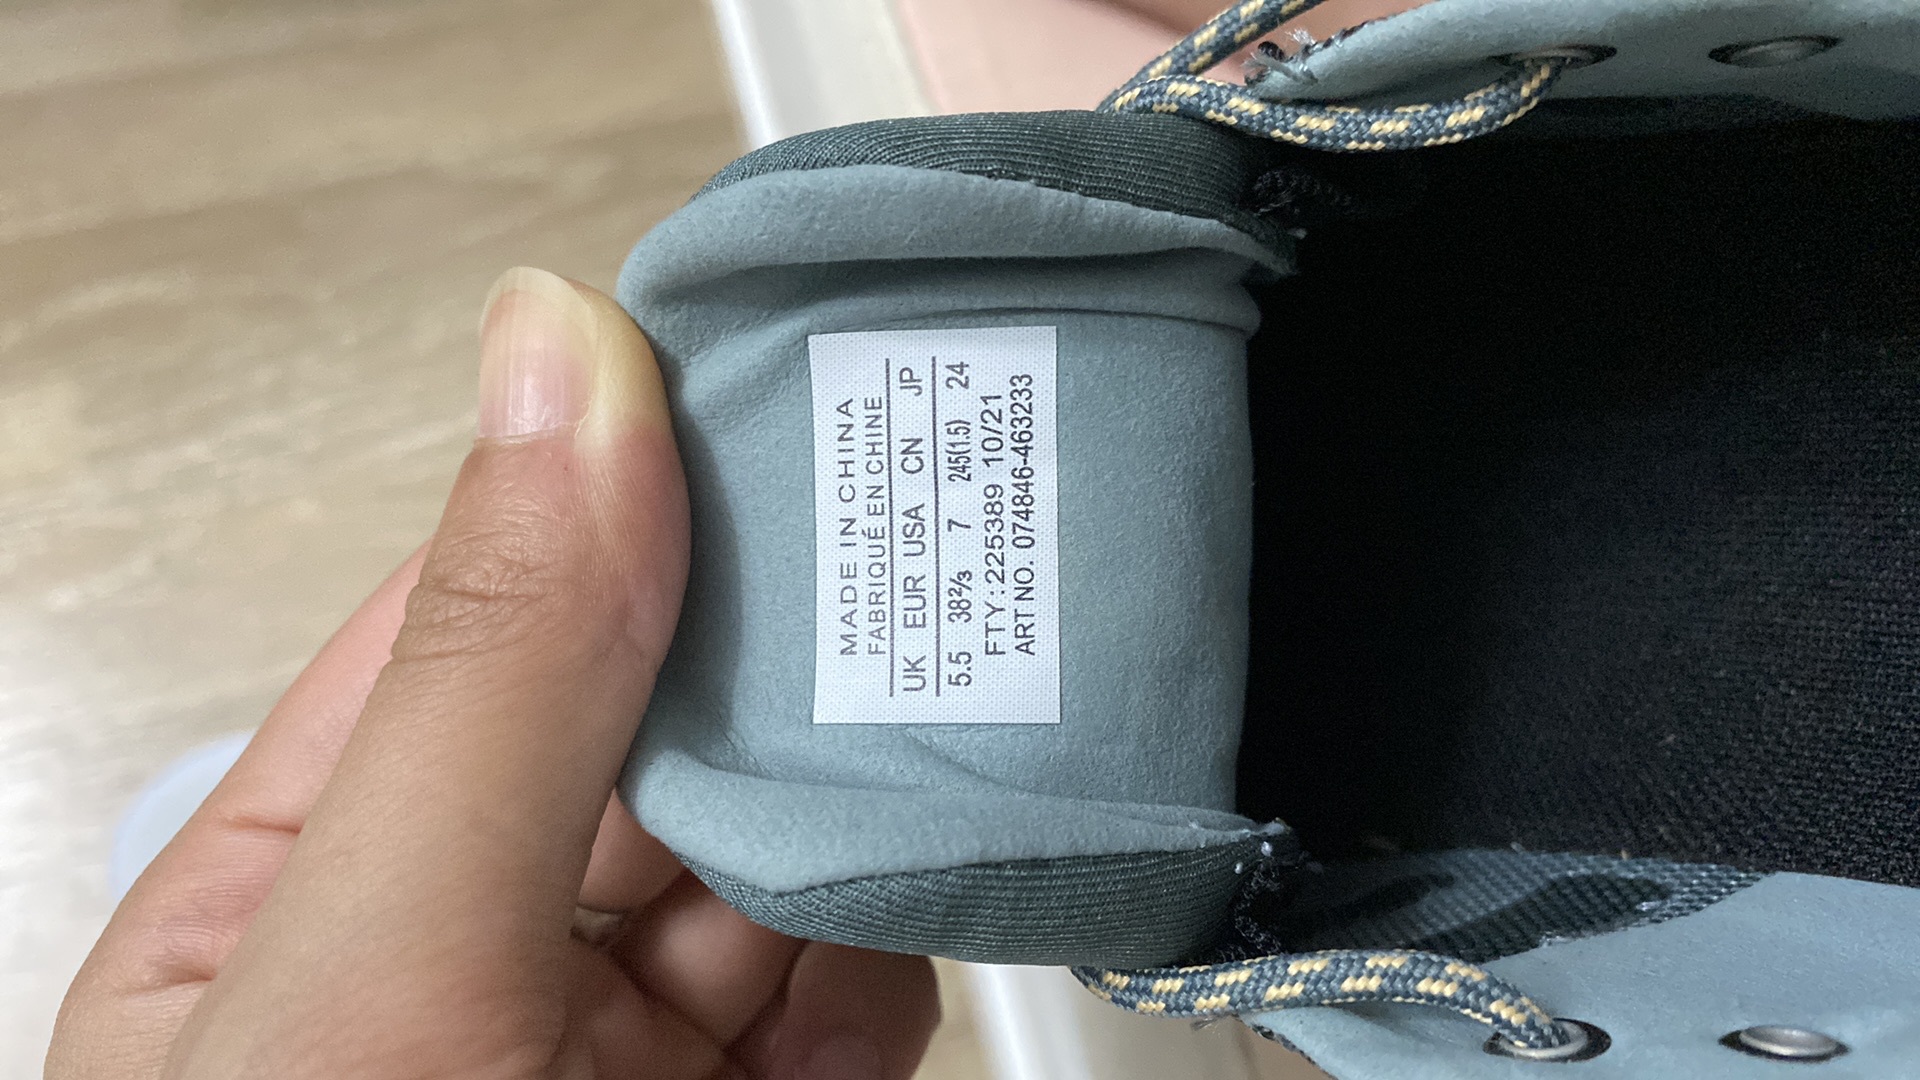 MADE IN CHINA
FABRIQUÉ EN CHINE
UK EUR USA CN JP
5.5 38⅔ 7 245(1.5) 24
FTY: 225389 10/21
ART NO. 074846-463233